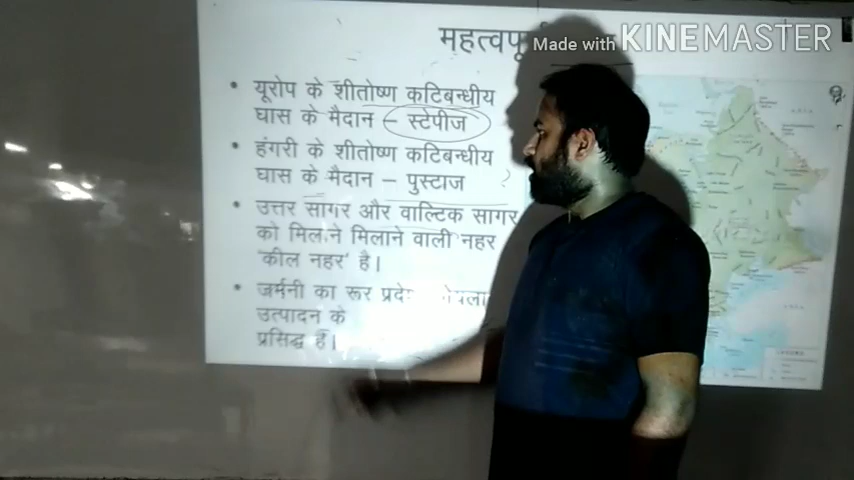 महत्वपू
Made with KINEMASTER
• यूरोप के शीतोष्ण कटिबन्धीय
घास के मैदान – स्टेपीज
• हंगरी के शीतोष्ण कटिबन्धीय
घास के मैदान – पुस्टाज ?
• उत्तर सागर और वाल्टिक सागर
को मिलाने वाली नहर
'कील नहर' है।
• जर्मनी का रूर
उत्पादन के
प्रसिद्ध है।